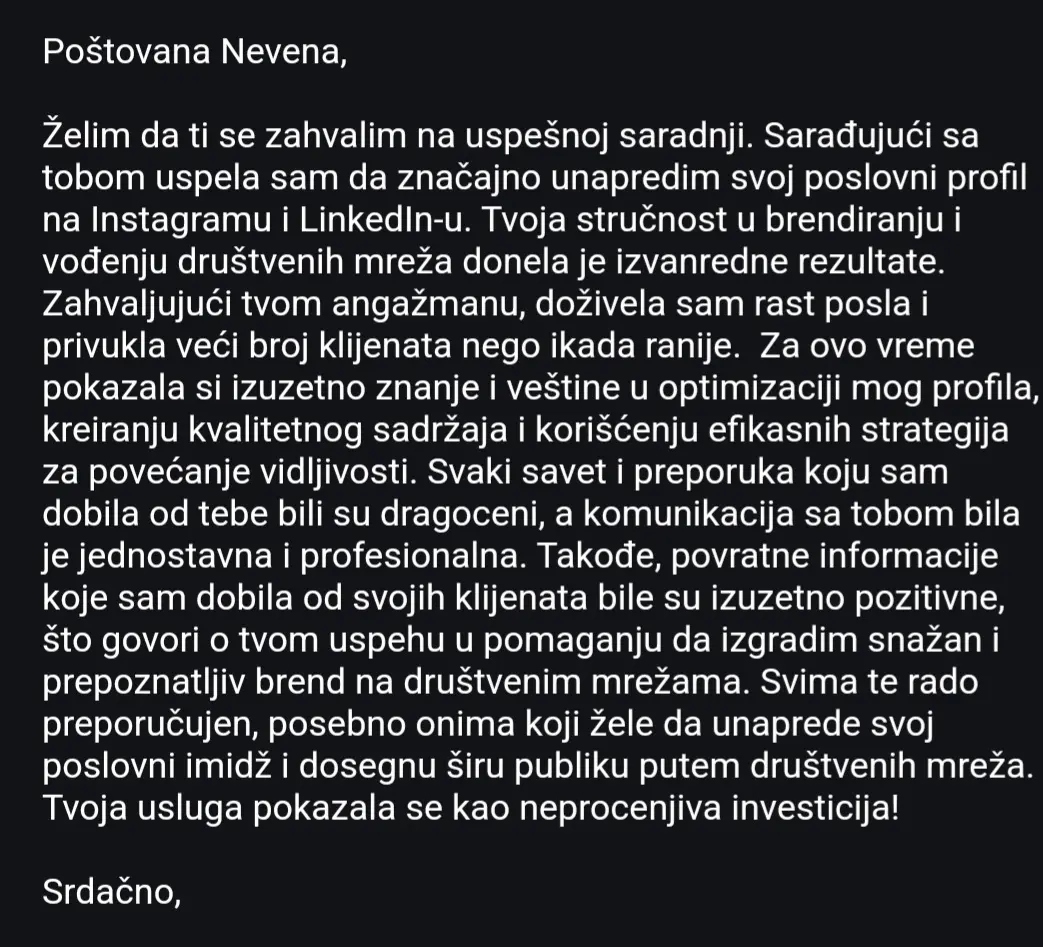 Poštovana Nevena,
Želim da ti se zahvalim na uspešnoj saradnji. Sarađujući sa
tobom uspela sam da značajno unapredim svoj poslovni profil
na Instagramu i LinkedIn-u. Tvoja stručnost u brendiranju i
vođenju društvenih mreža donela je izvanredne rezultate.
Zahvaljujući tvom angažmanu, doživela sam rast posla i
privukla veći broj klijenata nego ikada ranije.  Za ovo vreme
pokazala si izuzetno znanje i veštine u optimizaciji mog profila,
kreiranju kvalitetnog sadržaja i korišćenju efikasnih strategija
za povećanje vidljivosti. Svaki savet i preporuka koju sam
dobila od tebe bili su dragoceni, a komunikacija sa tobom bila
je jednostavna i profesionalna. Takođe, povratne informacije
koje sam dobila od svojih klijenata bile su izuzetno pozitivne,
što govori o tvom uspehu u pomaganju da izgradim snažan i
prepoznatljiv brend na društvenim mrežama. Svima te rado
preporučujen, posebno onima koji žele da unaprede svoj
poslovni imidž i dosegnu širu publiku putem društvenih mreža.
Tvoja usluga pokazala se kao neprocenjiva investicija!
Srdačno,